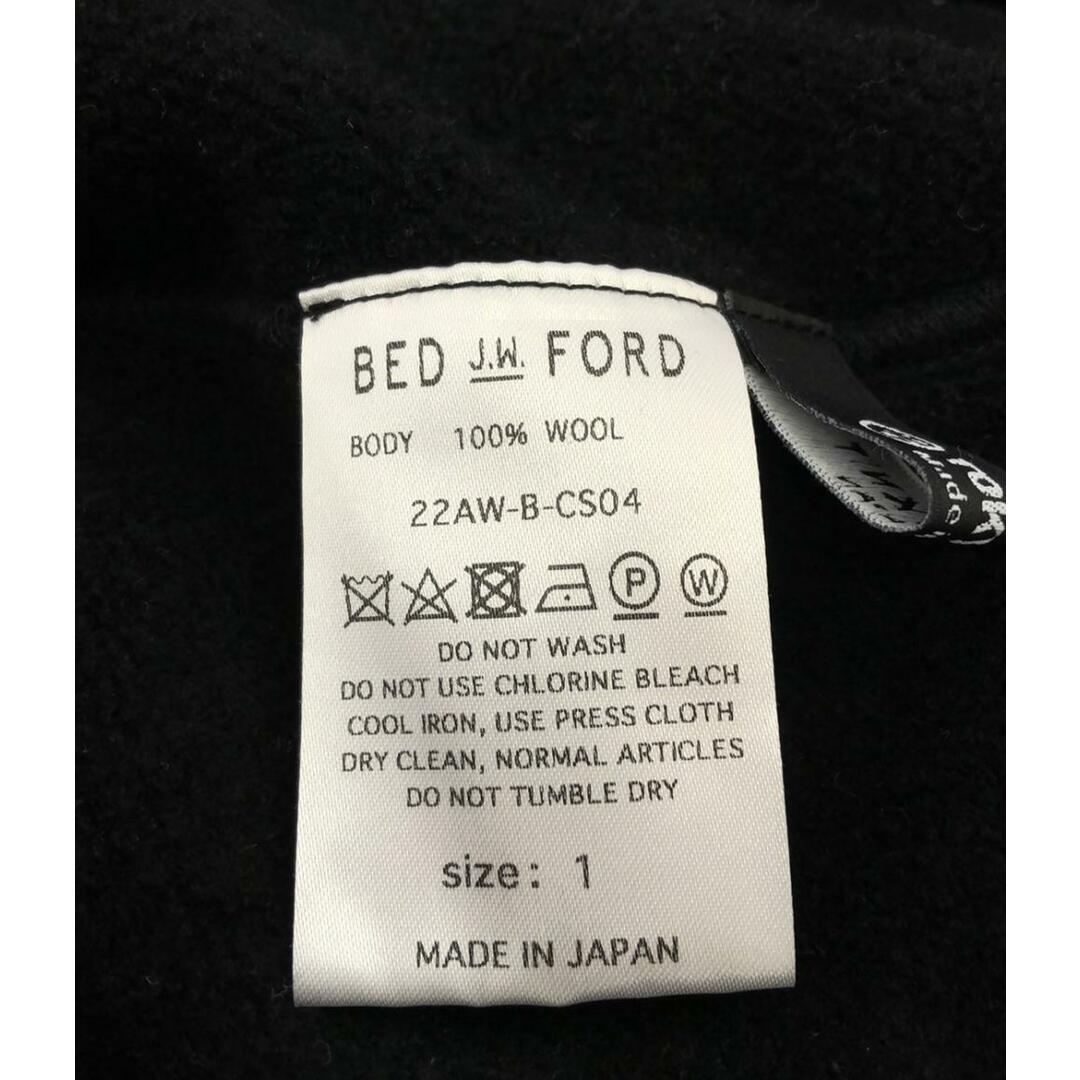 BED J.W. FORD
BODY 100% WOOL
22AW-B-CS04
P W
DO NOT WASH
DO NOT USE CHLORINE BLEACH
COOL IRON, USE PRESS CLOTH
DRY CLEAN, NORMAL ARTICLES
DO NOT TUMBLE DRY
size: 1
MADE IN JAPAN